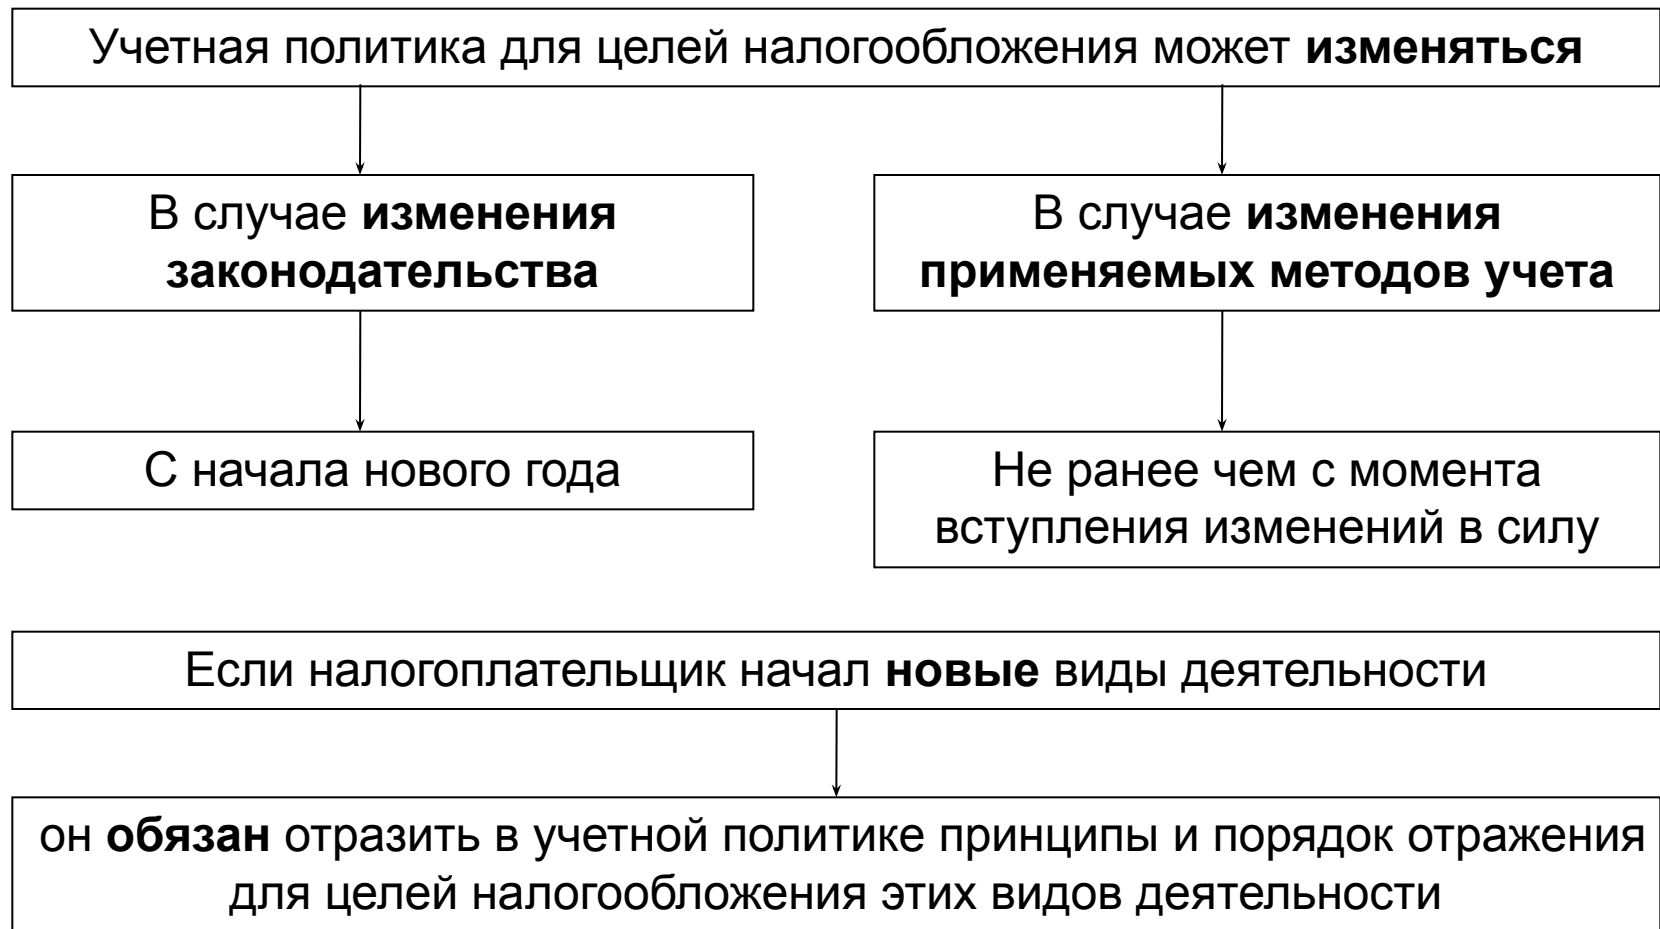 Учетная политика для целей налогообложения может изменяться
В случае изменения
законодательства
В случае изменения
применяемых методов учета
С начала нового года
Не ранее чем с момента
вступления изменений в силу
Если налогоплательщик начал новые виды деятельности
он обязан отразить в учетной политике принципы и порядок отражения
для целей налогообложения этих видов деятельности